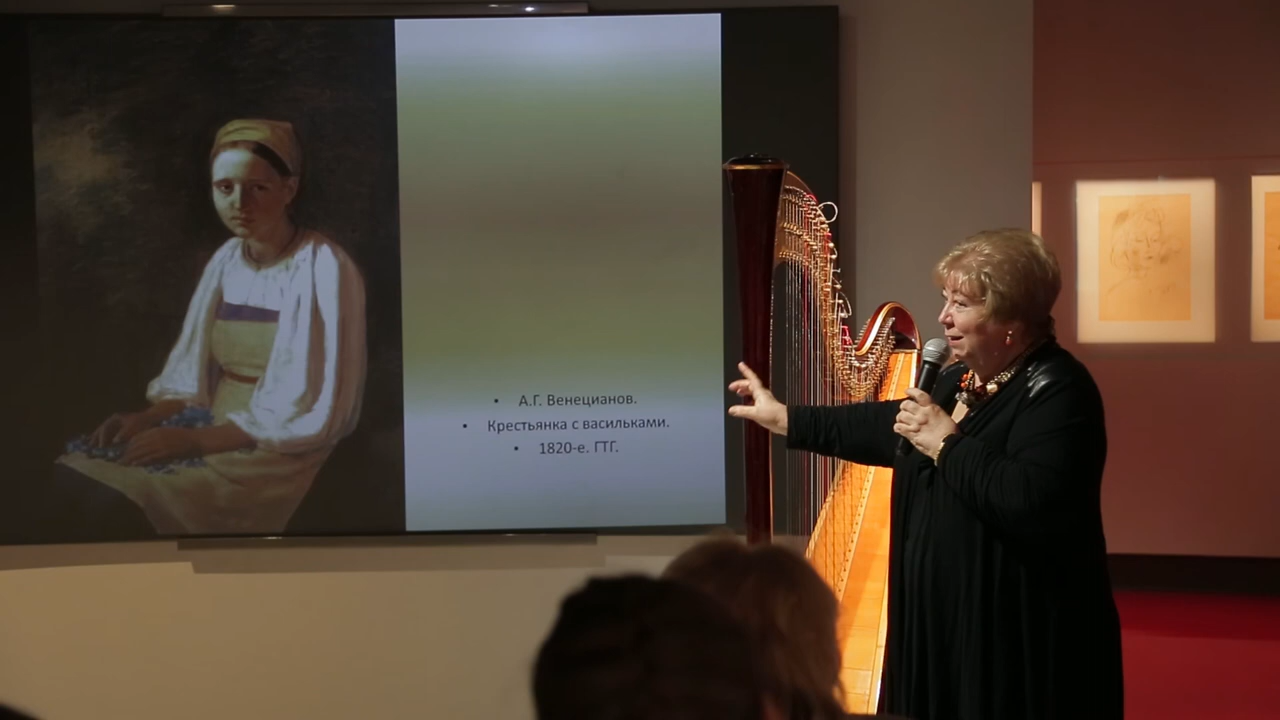 • А.Г. Венецианов.
• Крестьянка с васильками.
• 1820-е. ГТГ.